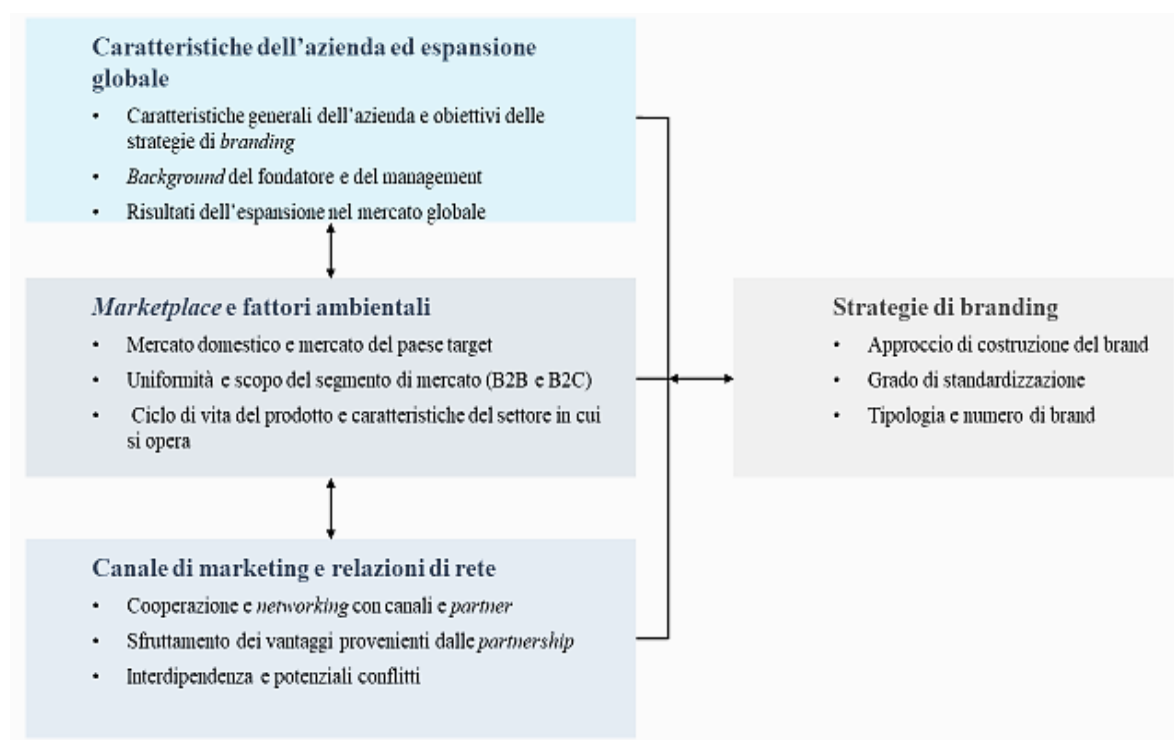 Caratteristiche dell’azienda ed espansione
globale
• Caratteristiche generali dell’azienda e obiettivi delle
strategie di branding
• Background del fondatore e del management
• Risultati dell’espansione nel mercato globale
Marketplace e fattori ambientali
• Mercato domestico e mercato del paese target
• Uniformità e scopo del segmento di mercato (B2B e B2C)
• Ciclo di vita del prodotto e caratteristiche del settore in cui
si opera
Canale di marketing e relazioni di rete
• Cooperazione e networking con canali e partner
• Sfruttamento dei vantaggi provenienti dalle partnership
• Interdipendenza e potenziali conflitti
Strategie di branding
• Approccio di costruzione del brand
• Grado di standardizzazione
• Tipologia e numero di brand